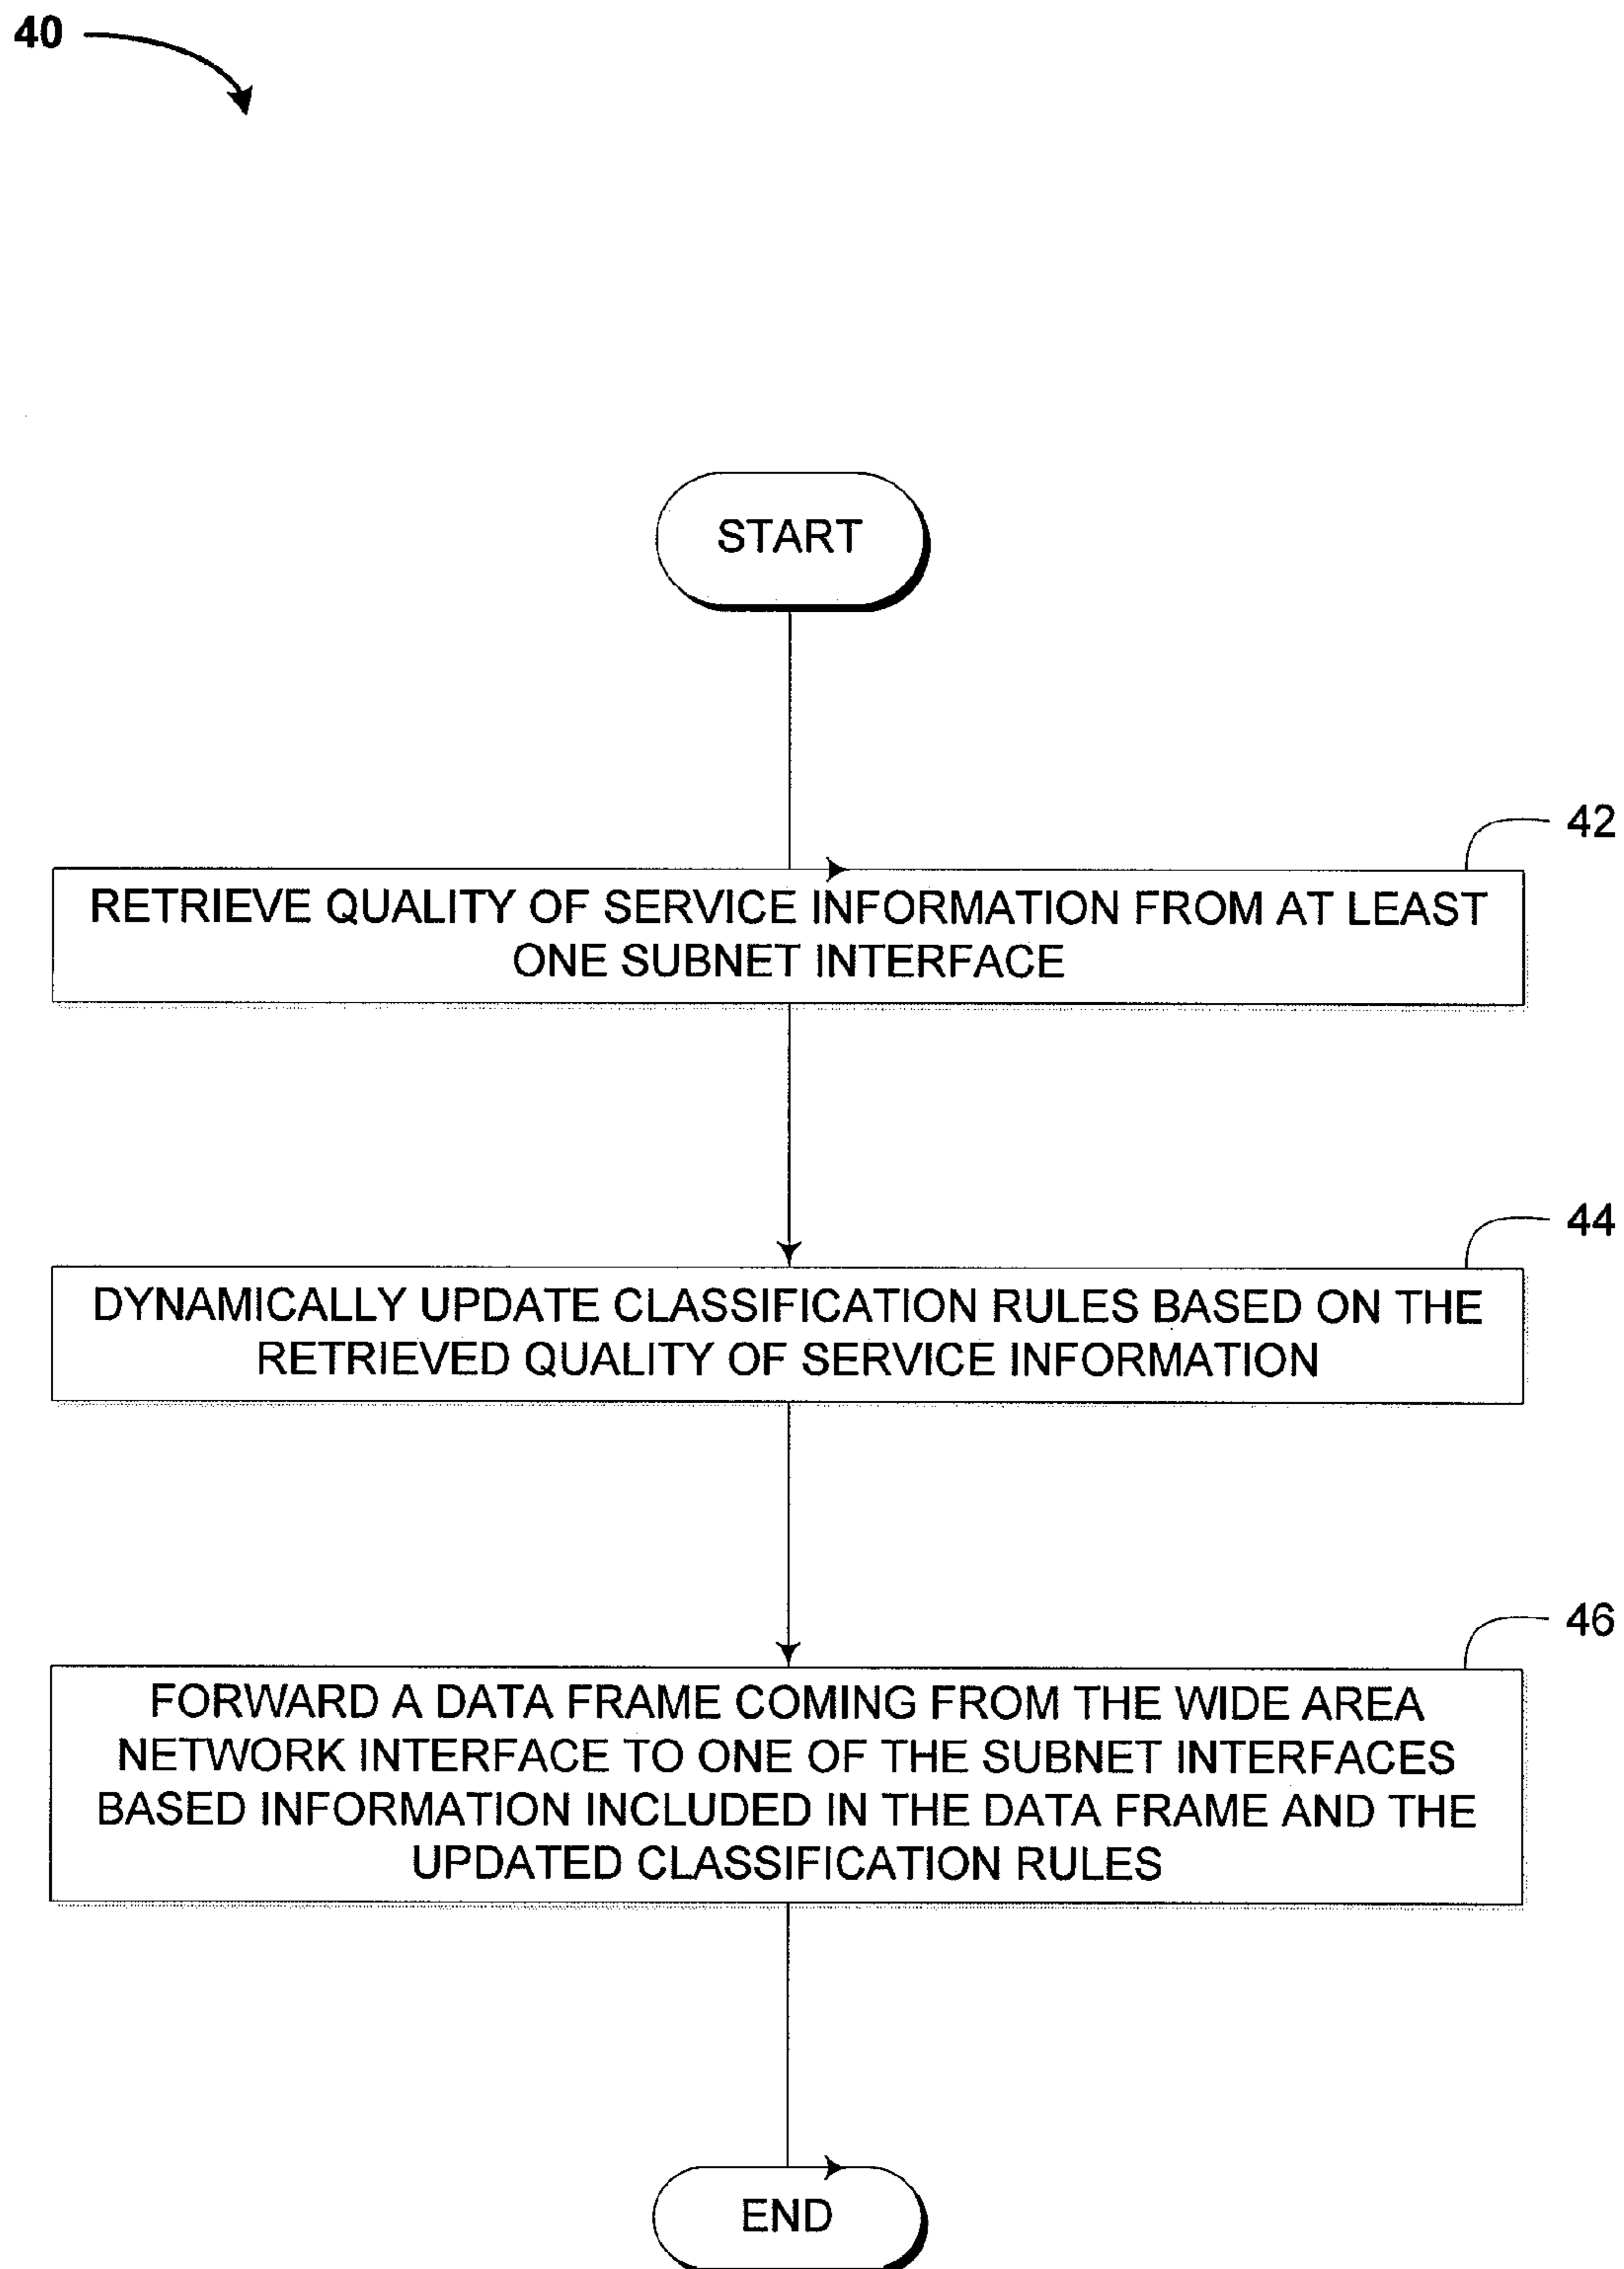 40
START
42
RETRIEVE QUALITY OF SERVICE INFORMATION FROM AT LEAST
ONE SUBNET INTERFACE
44
DYNAMICALLY UPDATE CLASSIFICATION RULES BASED ON THE
RETRIEVED QUALITY OF SERVICE INFORMATION
46
FORWARD A DATA FRAME COMING FROM THE WIDE AREA
NETWORK INTERFACE TO ONE OF THE SUBNET INTERFACES
BASED INFORMATION INCLUDED IN THE DATA FRAME AND THE
UPDATED CLASSIFICATION RULES
END